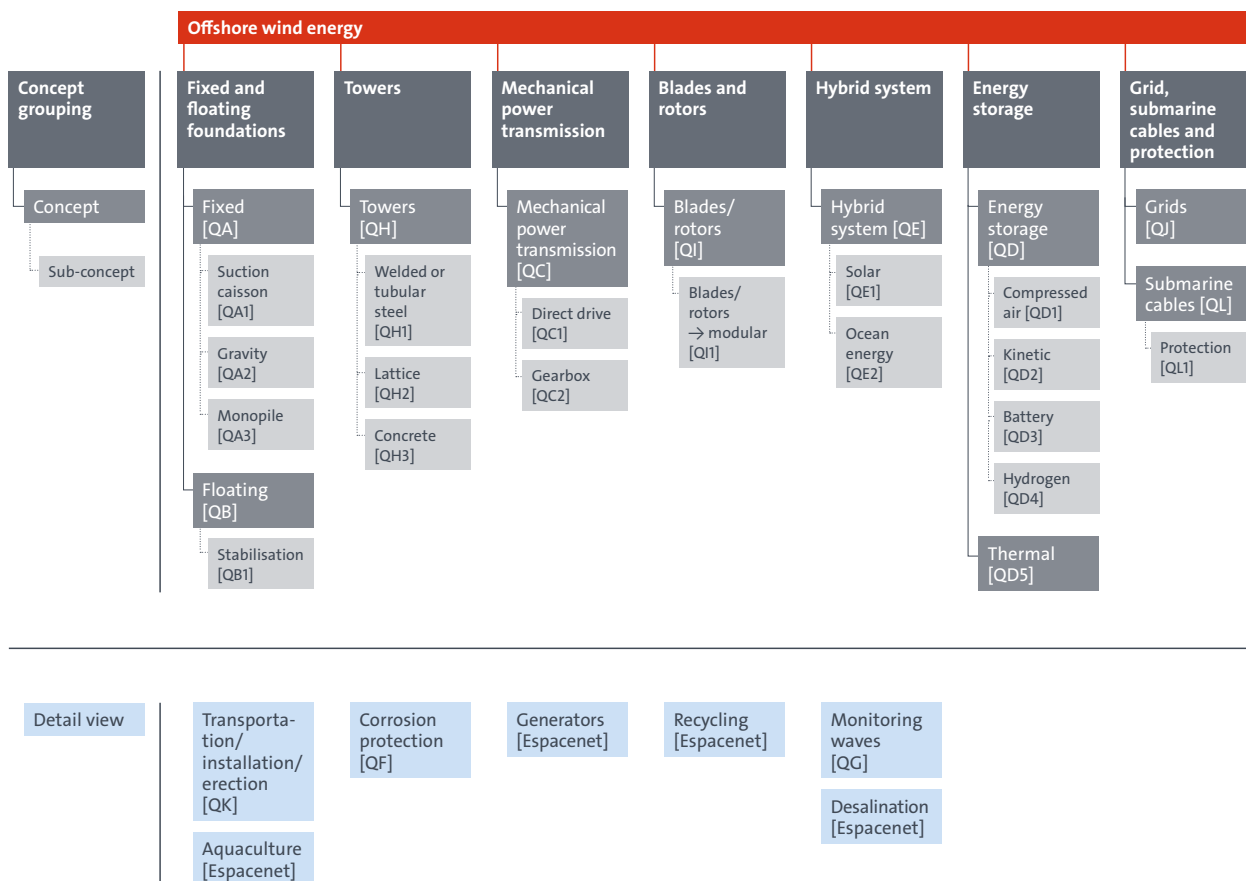 Offshore wind energy
Concept
grouping
Concept
Sub-concept
Fixed and
floating
foundations
Fixed
[QA]
Suction
caisson
[QA1]
Gravity
[QA2]
Monopile
[QA3]
Floating
[QB]
Stabilisation
[QB1]
Towers
Towers
[QH]
Welded or
tubular
steel
[QH1]
Lattice
[QH2]
Concrete
[QH3]
Mechanical
power
transmission
Mechanical
power
transmission
[QC]
Direct drive
[QC1]
Gearbox
[QC2]
Blades and
rotors
Blades/
rotors
[QI]
Blades/
rotors
→ modular
[QI1]
Hybrid system
Hybrid
system [QE]
Solar
[QE1]
Ocean
energy
[QE2]
Energy
storage
Energy
storage
[QD]
Compressed
air [QD1]
Kinetic
[QD2]
Battery
[QD3]
Hydrogen
[QD4]
Thermal
[QD5]
Grid,
submarine
cables and
protection
Grids
[QJ]
Submarine
cables [QL]
Protection
[QL1]
Detail view
Transporta-
tion/
installation/
erection
[QK]
Aquaculture
[Espacenet]
Corrosion
protection
[QF]
Generators
[Espacenet]
Recycling
[Espacenet]
Monitoring
waves
[QG]
Desalination
[Espacenet]